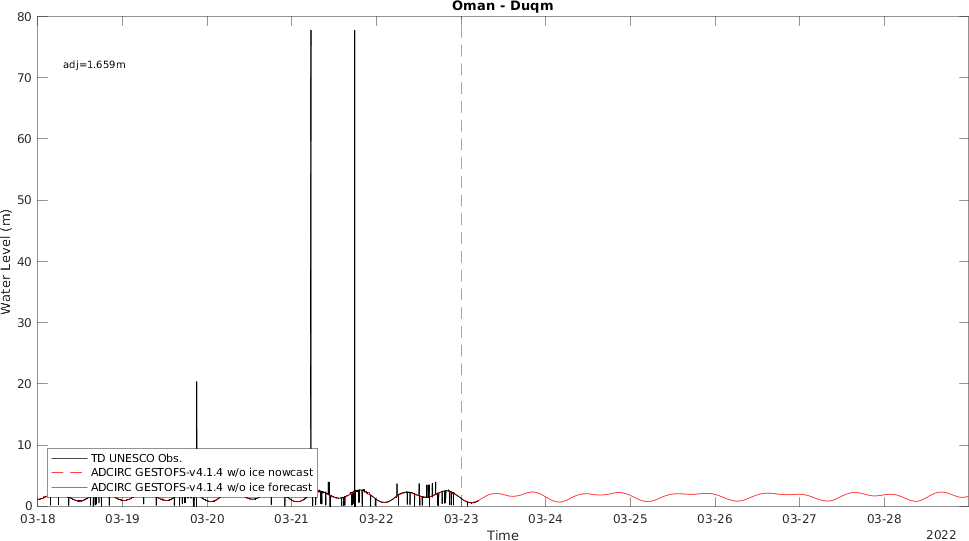 Oman - Duqm
80
70
60
50
40
30
20
10
0
Water Level (m)
adj=1.659m
TD UNESCO Obs.
ADCIRC GESTOFS-v4.1.4 w/o ice nowcast
ADCIRC GESTOFS-v4.1.4 w/o ice forecast
03-18 03-19 03-20 03-21 03-22 03-23 03-24 03-25 03-26 03-27 03-28
Time
2022